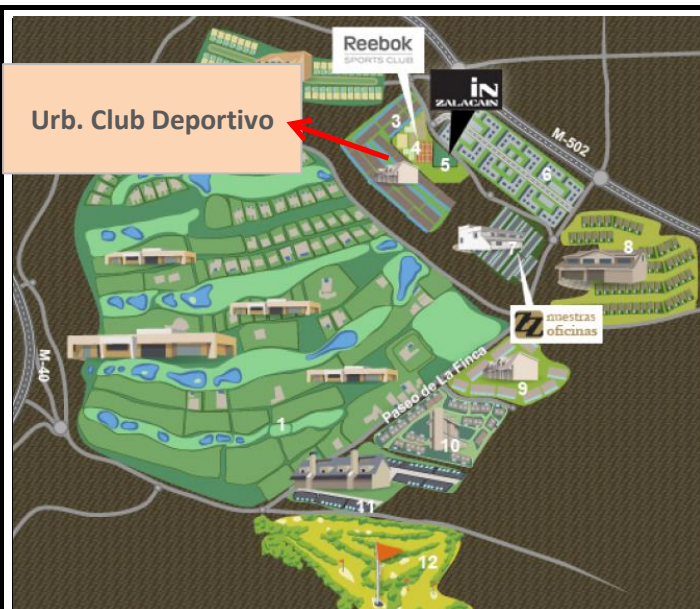 Reebok
SPORTS CLUB
Urb. Club Deportivo
iN
ZALACAIN
M-502
3
4
5
6
7
8
nuestras
oficinas
M-40
Paseo de La Finca
9
1
10
11
12